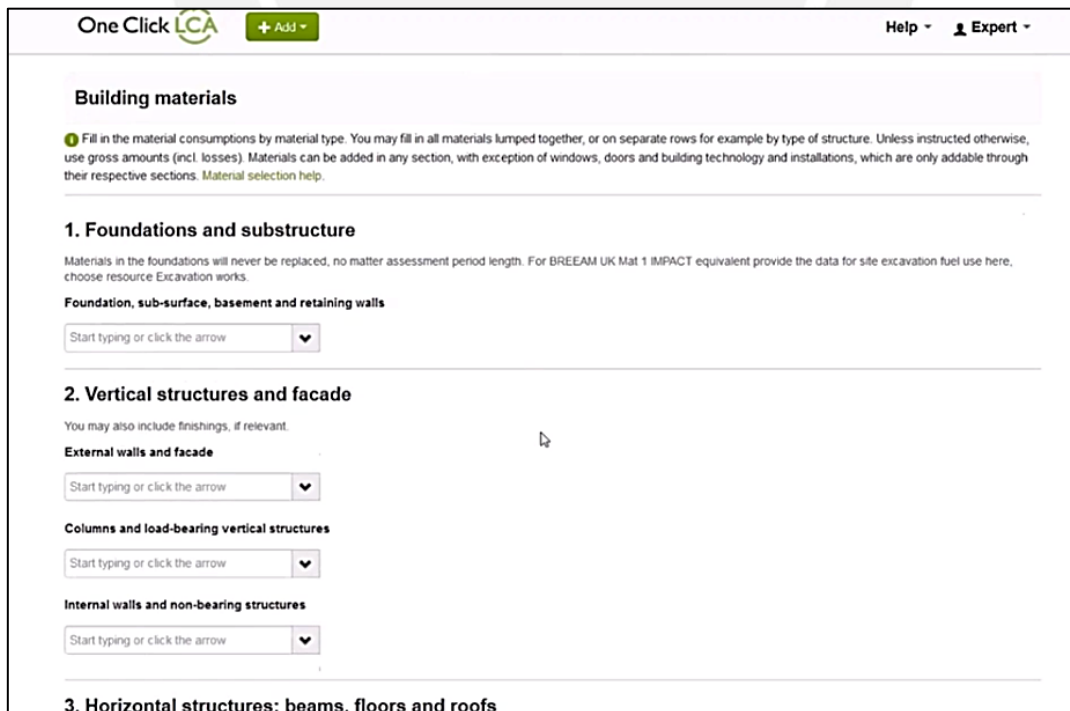 One Click LCA
+ Add
Help
Expert
Building materials
Fill in the material consumptions by material type. You may fill in all materials lumped together, or on separate rows for example by type of structure. Unless instructed otherwise,
use gross amounts (incl. losses). Materials can be added in any section, with exception of windows, doors and building technology and installations, which are only addable through
their respective sections. Material selection help.
1. Foundations and substructure
Materials in the foundations will never be replaced, no matter assessment period length. For BREEAM UK Mat 1 IMPACT equivalent provide the data for site excavation fuel use here,
choose resource Excavation works.
Foundation, sub-surface, basement and retaining walls
Start typing or click the arrow
2. Vertical structures and facade
You may also include finishings, if relevant.
External walls and facade
Start typing or click the arrow
Columns and load-bearing vertical structures
Start typing or click the arrow
Internal walls and non-bearing structures
Start typing or click the arrow
3. Horizontal structures: beams, floors and roofs